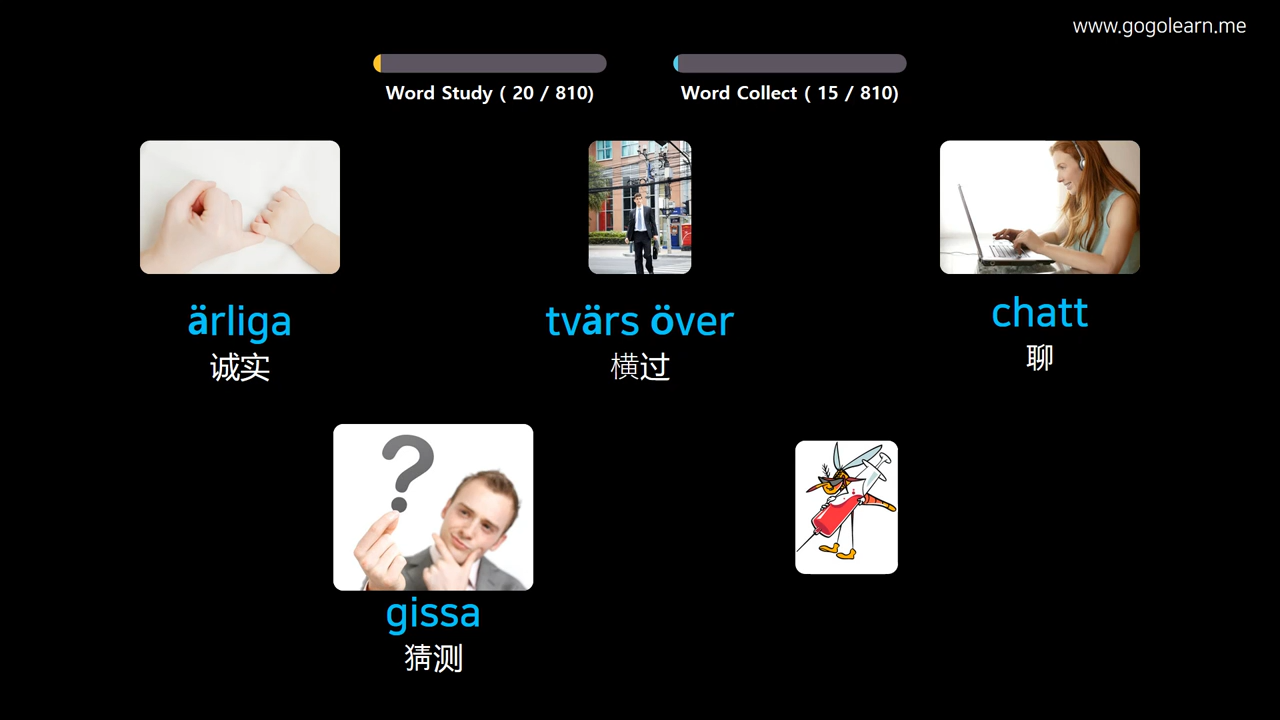 www.gogolearn.me
Word Study ( 20 / 810)
Word Collect ( 15 / 810)
ärliga
诚实
tvärs över
横过
chatt
聊
gissa
猜测